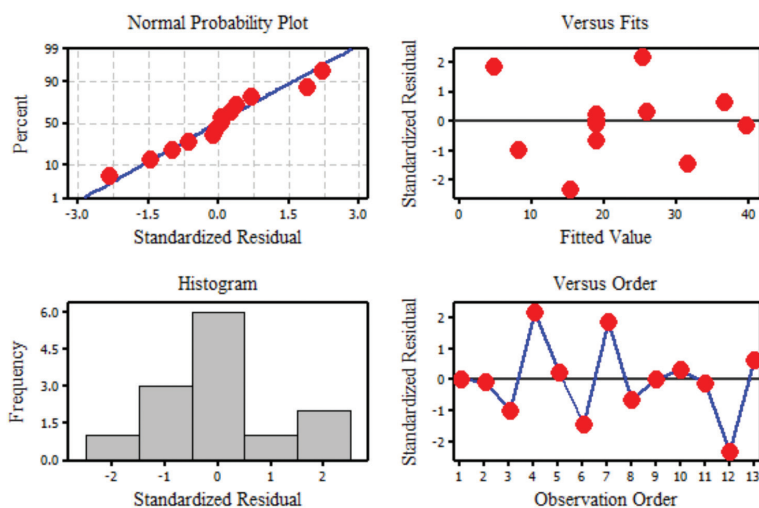 Normal Probability Plot
Percent
99
90
50
10
1
-3.0 -1.5 0.0 1.5 3.0
Standardized Residual
Versus Fits
Standardized Residual
2
1
0
-1
-2
0 10 20 30 40
Fitted Value
Histogram
Frequency
6.0
4.5
3.0
1.5
0.0
-2 -1 0 1 2
Standardized Residual
Versus Order
Standardized Residual
2
1
0
-1
-2
1 2 3 4 5 6 7 8 9 10 11 12 13
Observation Order